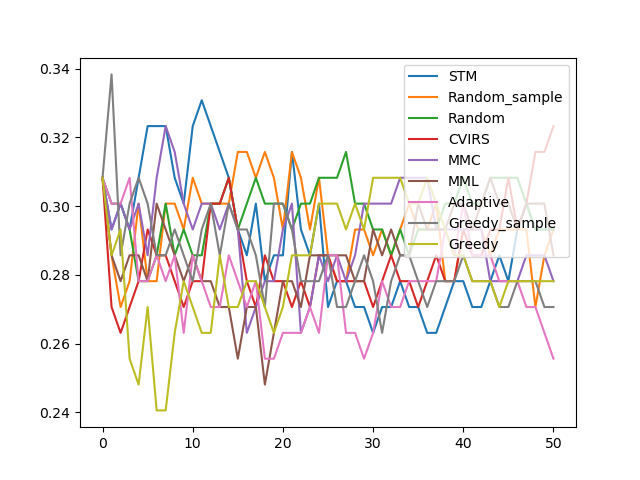 0.34
0.32
0.30
0.28
0.26
0.24
0
10
20
30
40
50
STM
Random_sample
Random
CVIRS
MMC
MML
Adaptive
Greedy_sample
Greedy